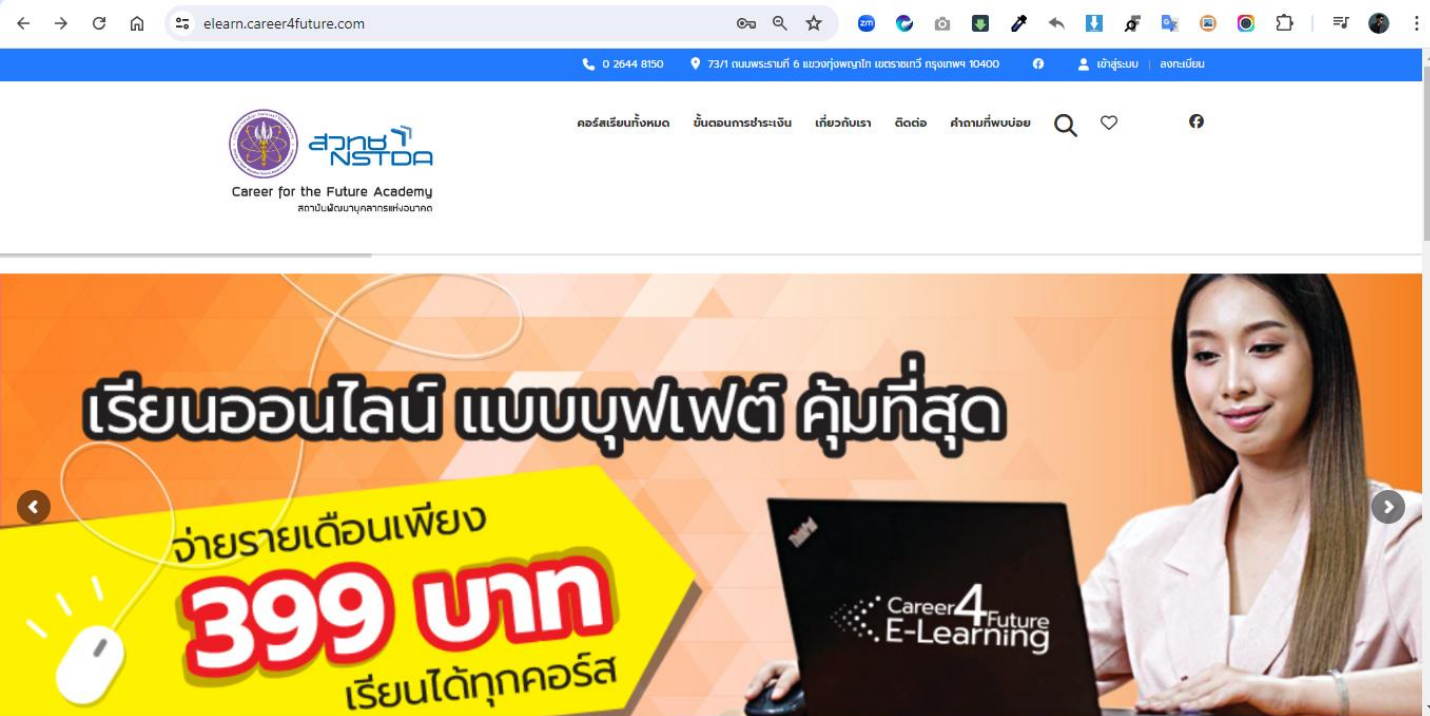 elearn.career4future.com
0 2644 8150 73/1 ถนนพระรามที่ 6 แขวงทุ่งพญาไท เขตราชเทวี กรุงเทพฯ 10400 เข้าสู่ระบบ | ลงทะเบียน
คอร์สเรียนทั้งหมด ขั้นตอนการชำระเงิน เกี่ยวกับเรา ติดต่อ คำถามที่พบบ่อย
สวทช
NSTDA
Career for the Future Academy
สถาบันพัฒนาบุคลากรแห่งอนาคต
เรียนออนไลน์ แบบบุฟเฟต์ คุ้มที่สุด
จ่ายรายเดือนเพียง
399 บาท
เรียนได้ทุกคอร์ส
ThinkPad
Career4Future
E-Learning